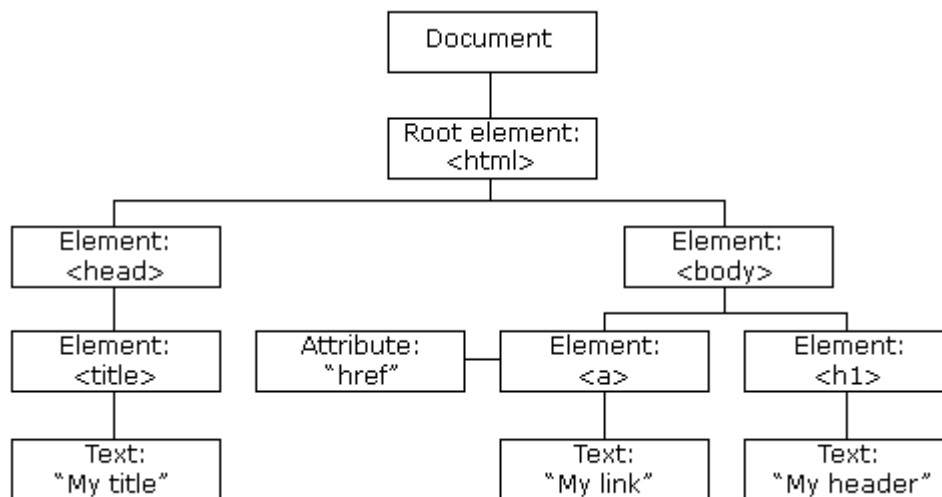 Document
Root element:
<html>
Element:
<head>
Element:
<body>
Element:
<title>
Attribute:
“href”
Element:
<a>
Element:
<h1>
Text:
“My title”
Text:
“My link”
Text:
“My header”